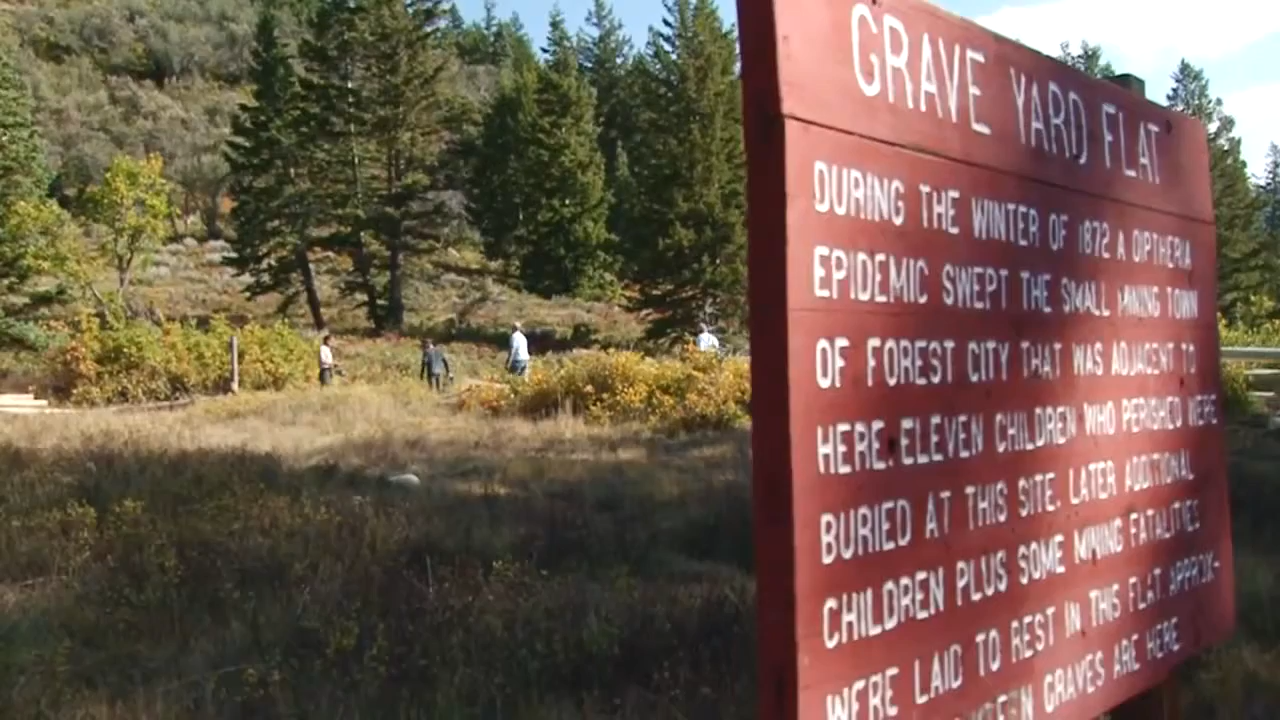 GRAVE YARD FLAT
DURING THE WINTER OF 1872 A DIPTHERIA
EPIDEMIC SWEPT THE SMALL MINING TOWN
OF FOREST CITY THAT WAS ADJACENT TO
HERE. ELEVEN CHILDREN WHO PERISHED WERE
BURIED AT THIS SITE. LATER ADDITIONAL
CHILDREN PLUS SOME MINING FATALITIES
WERE LAID TO REST IN THIS FLAT. APPROX-
GRAVES ARE HERE